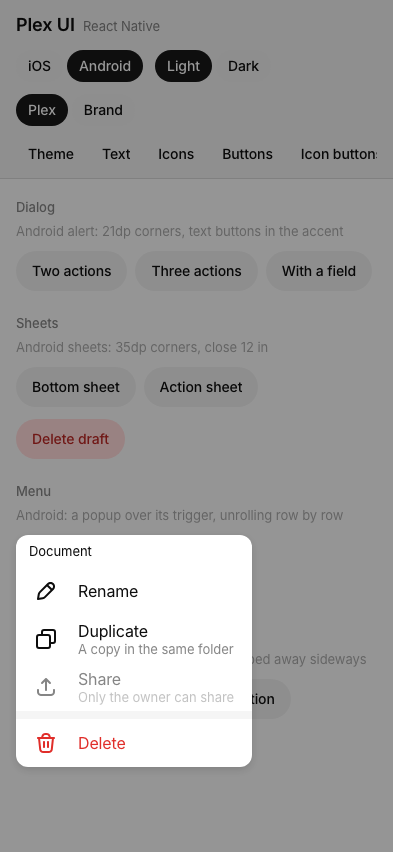 Plex UI React Native
iOS Android Light Dark
Plex Brand
Theme Text Icons Buttons Icon button
Dialog
Android alert: 21dp corners, text buttons in the accent
Two actions Three actions With a field
Sheets
Android sheets: 35dp corners, close 12 in
Bottom sheet Action sheet
Delete draft
Menu
Android: a popup over its trigger, unrolling row by row
Document
Rename
Duplicate
A copy in the same folder
away sideways
Share
Only the owner can share
Delete